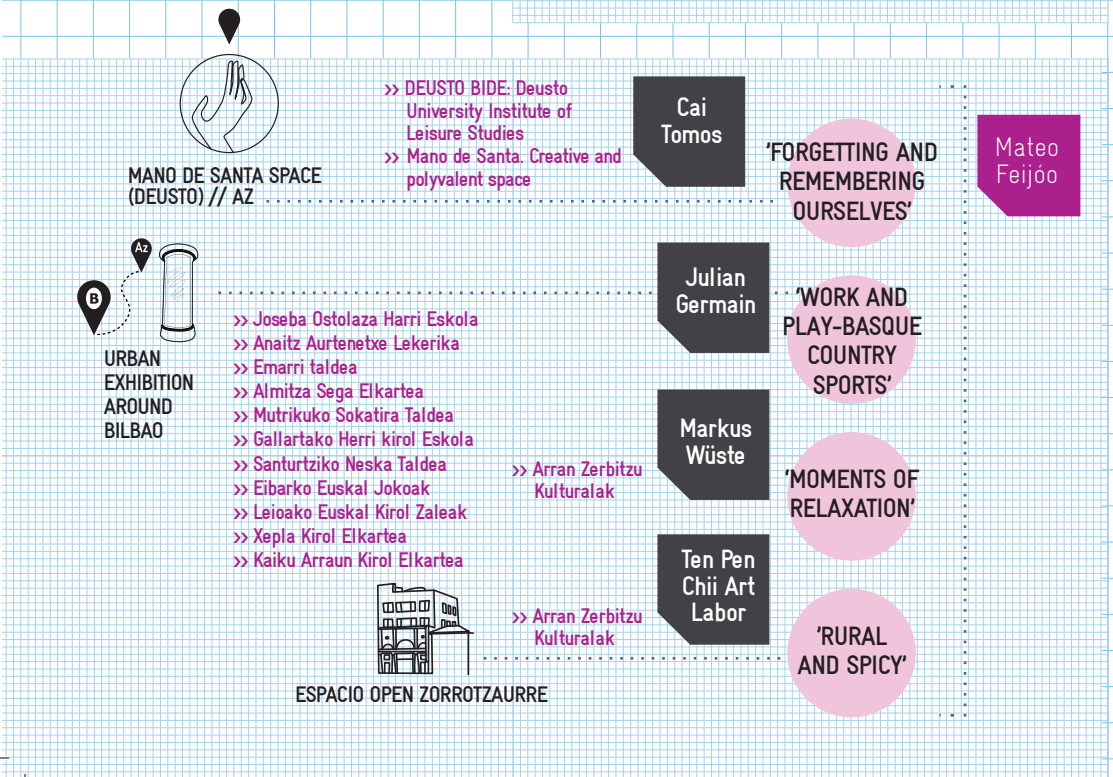 MANO DE SANTA SPACE
(DEUSTO) // AZ
>> DEUSTO BIDE: Deusto
University Institute of
Leisure Studies
>> Mano de Santa. Creative and
polyvalent space
Cai
Tomos
'FORGETTING AND
REMEMBERING
OURSELVES'
Mateo
Feijóo
Az
B
URBAN
EXHIBITION
AROUND
BILBAO
>> Joseba Ostolaza Harri Eskola
>> Anaitz Aurtenetxe Lekerika
>> Emarri taldea
>> Almitza Sega Elkartea
>> Mutrikuko Sokatira Taldea
>> Gallartako Herri kirol Eskola
>> Santurtziko Neska Taldea
>> Eibarko Euskal Jokoak
>> Leioako Euskal Kirol Zaleak
>> Xepla Kirol Elkartea
>> Kaiku Arraun Kirol Elkartea
Julian
Germain
'WORK AND
PLAY-BASQUE
COUNTRY
SPORTS'
>> Arran Zerbitzu
Kulturalak
Markus
Wüste
'MOMENTS OF
RELAXATION'
ESPACIO OPEN ZORROTZAURRE
>> Arran Zerbitzu
Kulturalak
Ten Pen
Chii Art
Labor
'RURAL
AND SPICY'